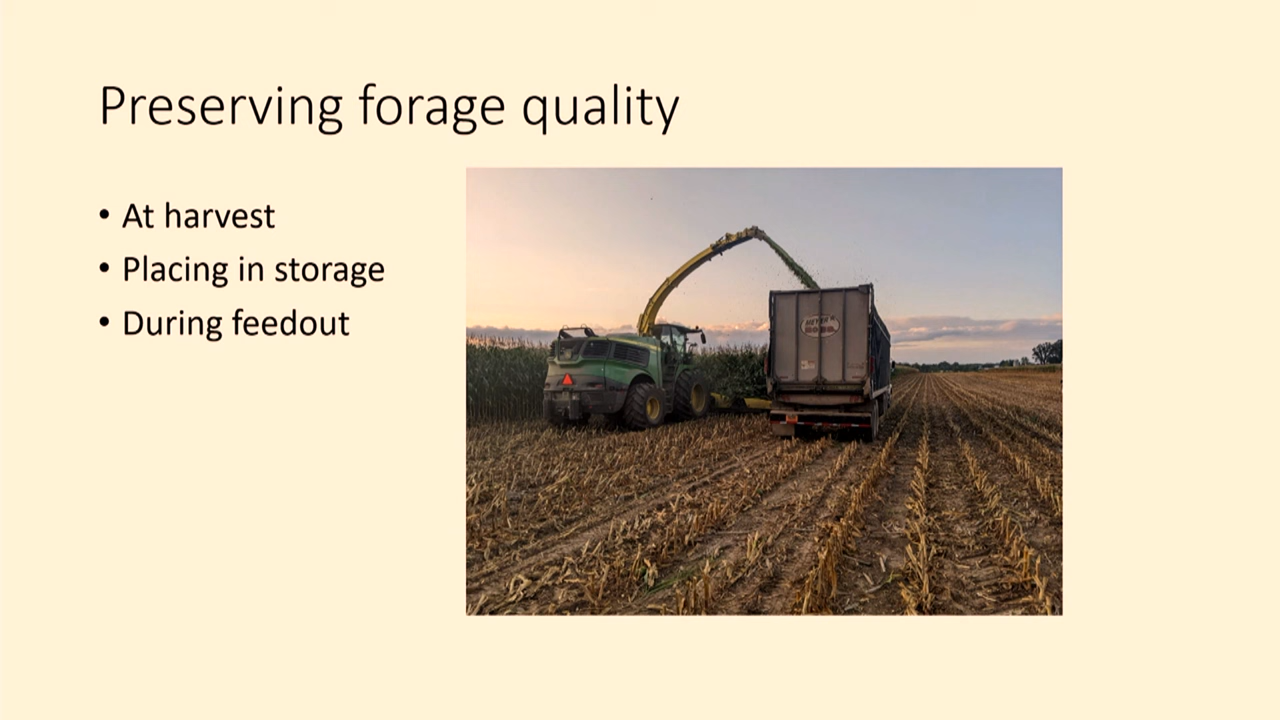 Preserving forage quality
• At harvest
• Placing in storage
• During feedout